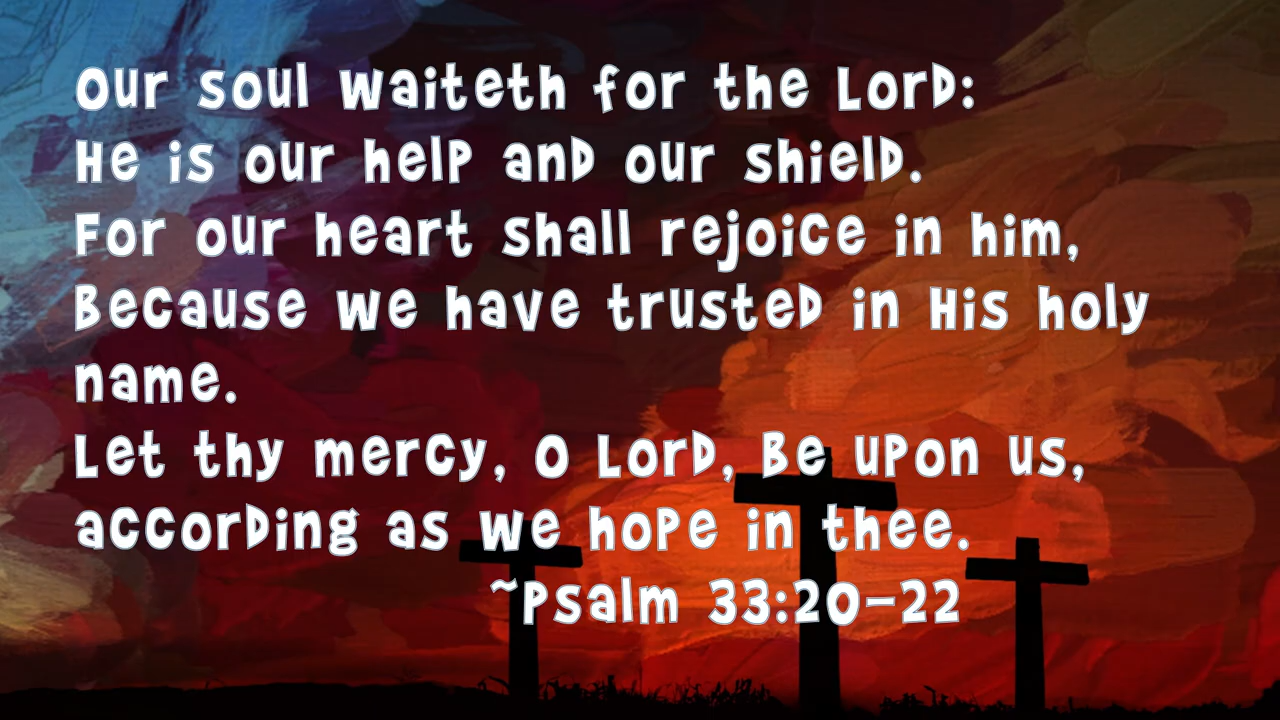 Our soul waiteth for the Lord:
He is our help and our shield.
For our heart shall rejoice in him,
Because we have trusted in His holy
name.
Let thy mercy, O Lord, Be upon us,
according as we hope in thee.
~Psalm 33:20-22